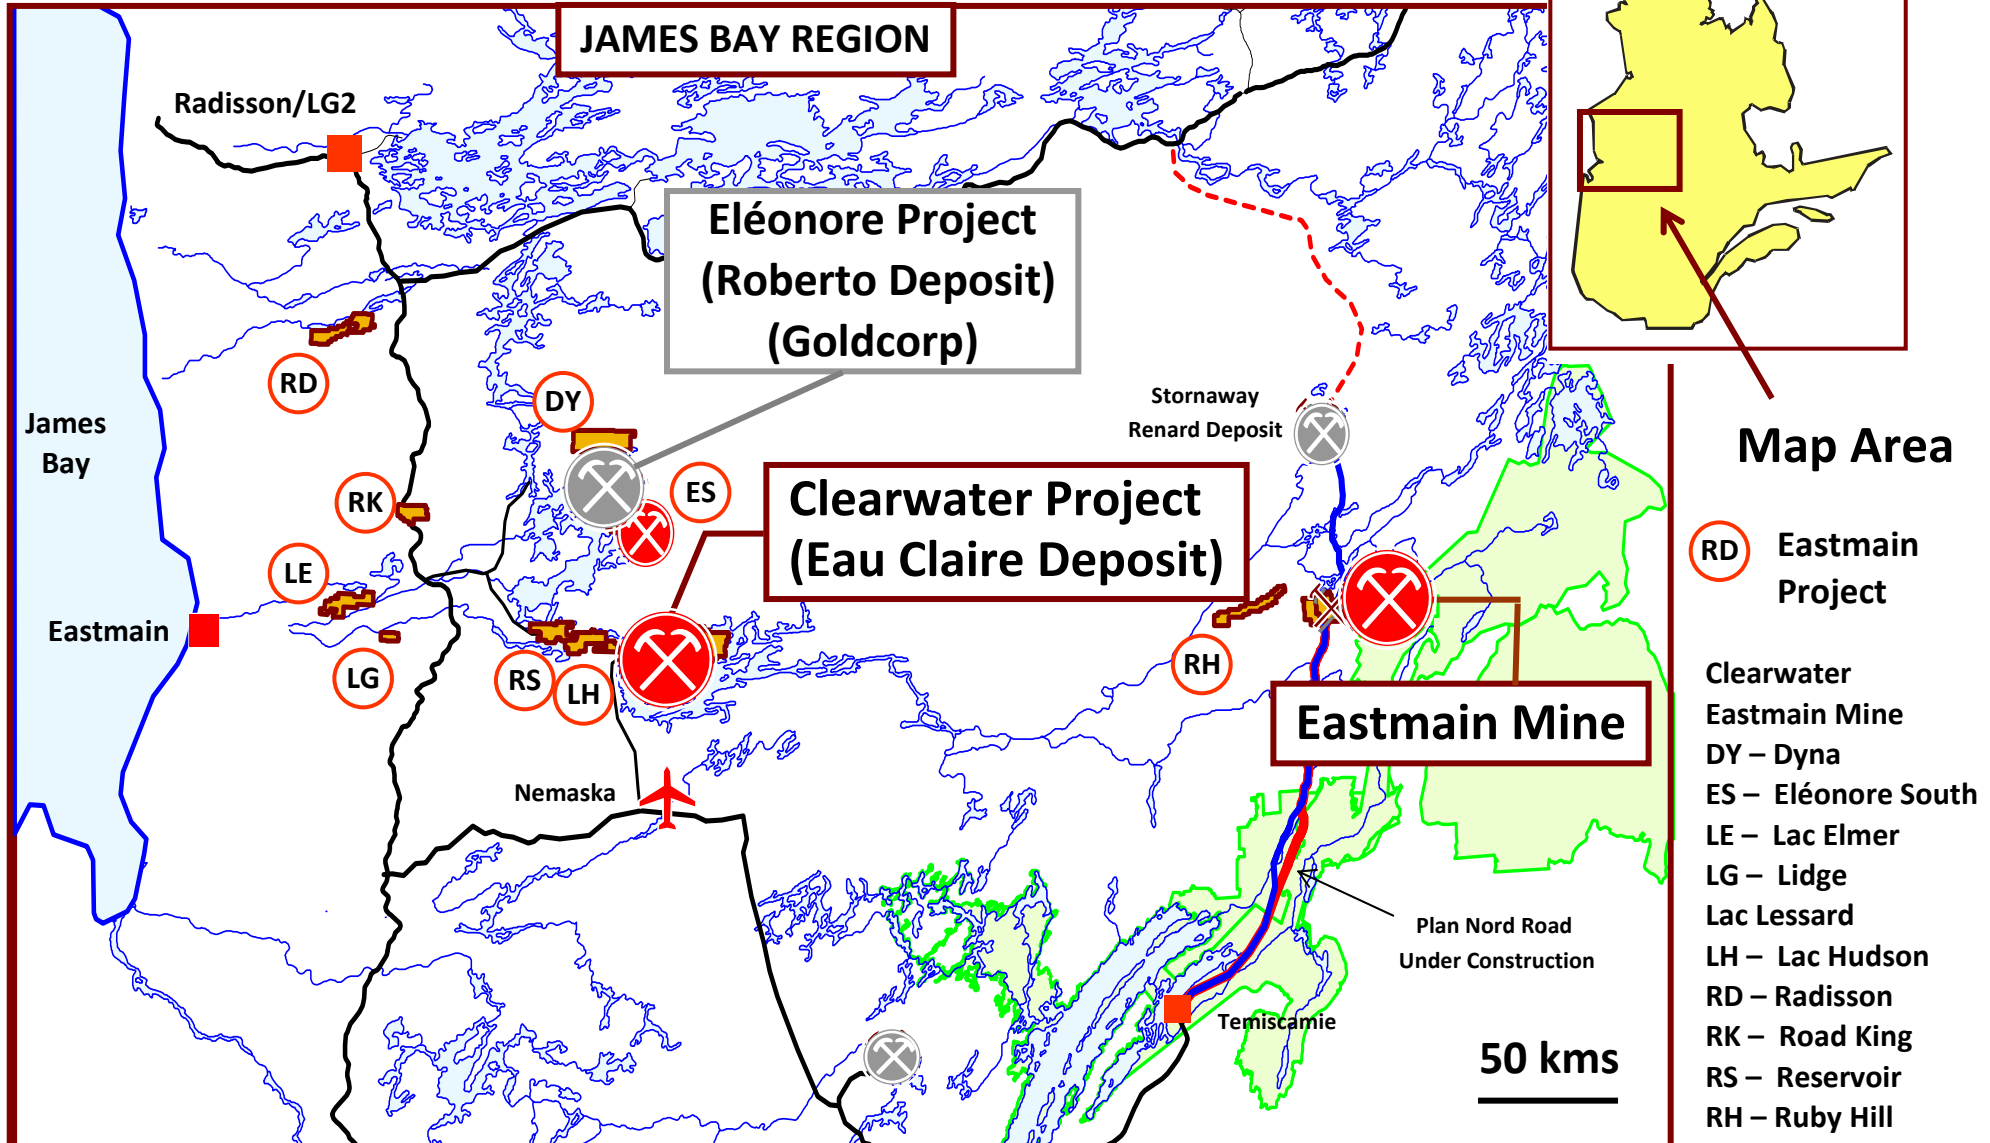 JAMES BAY REGION
Radisson/LG2
Eléonore Project
(Roberto Deposit)
(Goldcorp)
RD
DY
James
Bay
Stornaway
Renard Deposit
Map Area
RK
ES
Clearwater Project
(Eau Claire Deposit)
LE
RD
Eastmain
Project
Eastmain
LG
RS
LH
RH
Eastmain Mine
Nemaska
Plan Nord Road
Under Construction
Temiscamie
50 kms
Clearwater
Eastmain Mine
DY – Dyna
ES – Eléonore South
LE – Lac Elmer
LG – Lidge
Lac Lessard
LH – Lac Hudson
RD – Radisson
RK – Road King
RS – Reservoir
RH – Ruby Hill